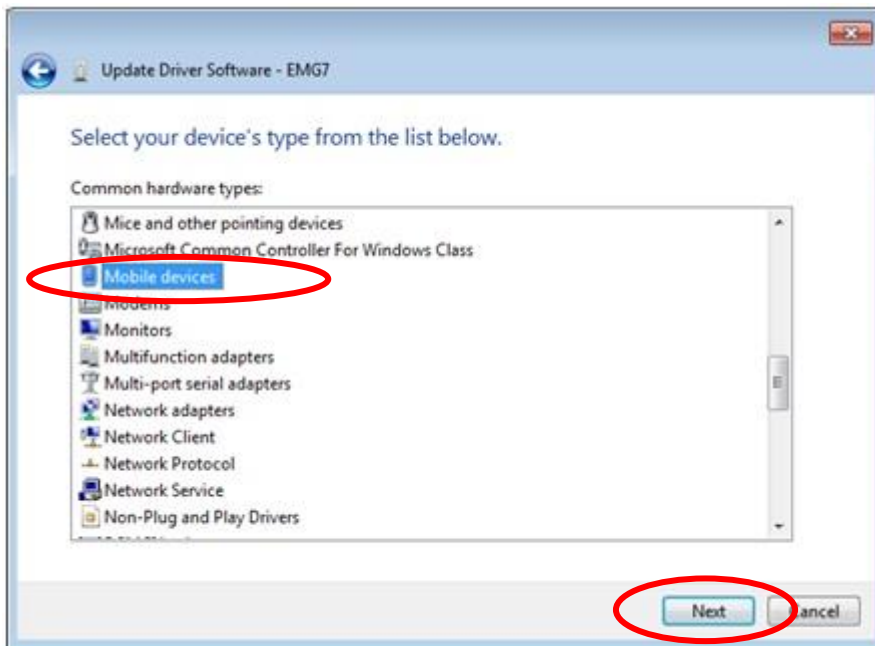 Update Driver Software - EMG7
Select your device's type from the list below.
Common hardware types:
Mice and other pointing devices
Microsoft Common Controller For Windows Class
Mobile devices
Modems
Monitors
Multifunction adapters
Multi-port serial adapters
Network adapters
Network Client
Network Protocol
Network Service
Non-Plug and Play Drivers
Next
Cancel